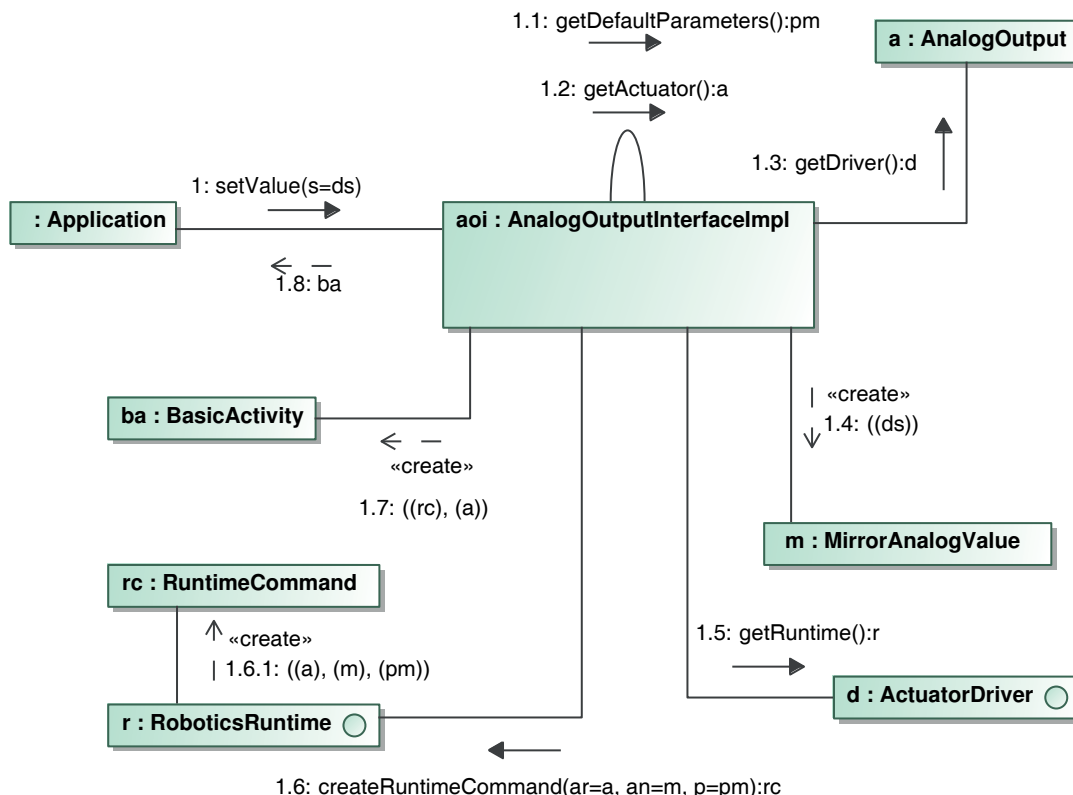 1.1: getDefaultParameters():pm
a : AnalogOutput
1.2: getActuator():a
1.3: getDriver():d
1: setValue(s=ds)
: Application
aoi : AnalogOutputInterfaceImpl
1.8: ba
«create»
1.4: ((ds))
ba : BasicActivity
«create»
1.7: ((rc), (a))
m : MirrorAnalogValue
rc : RuntimeCommand
«create»
1.6.1: ((a), (m), (pm))
1.5: getRuntime():r
d : ActuatorDriver
r : RoboticsRuntime
1.6: createRuntimeCommand(ar=a, an=m, p=pm):rc